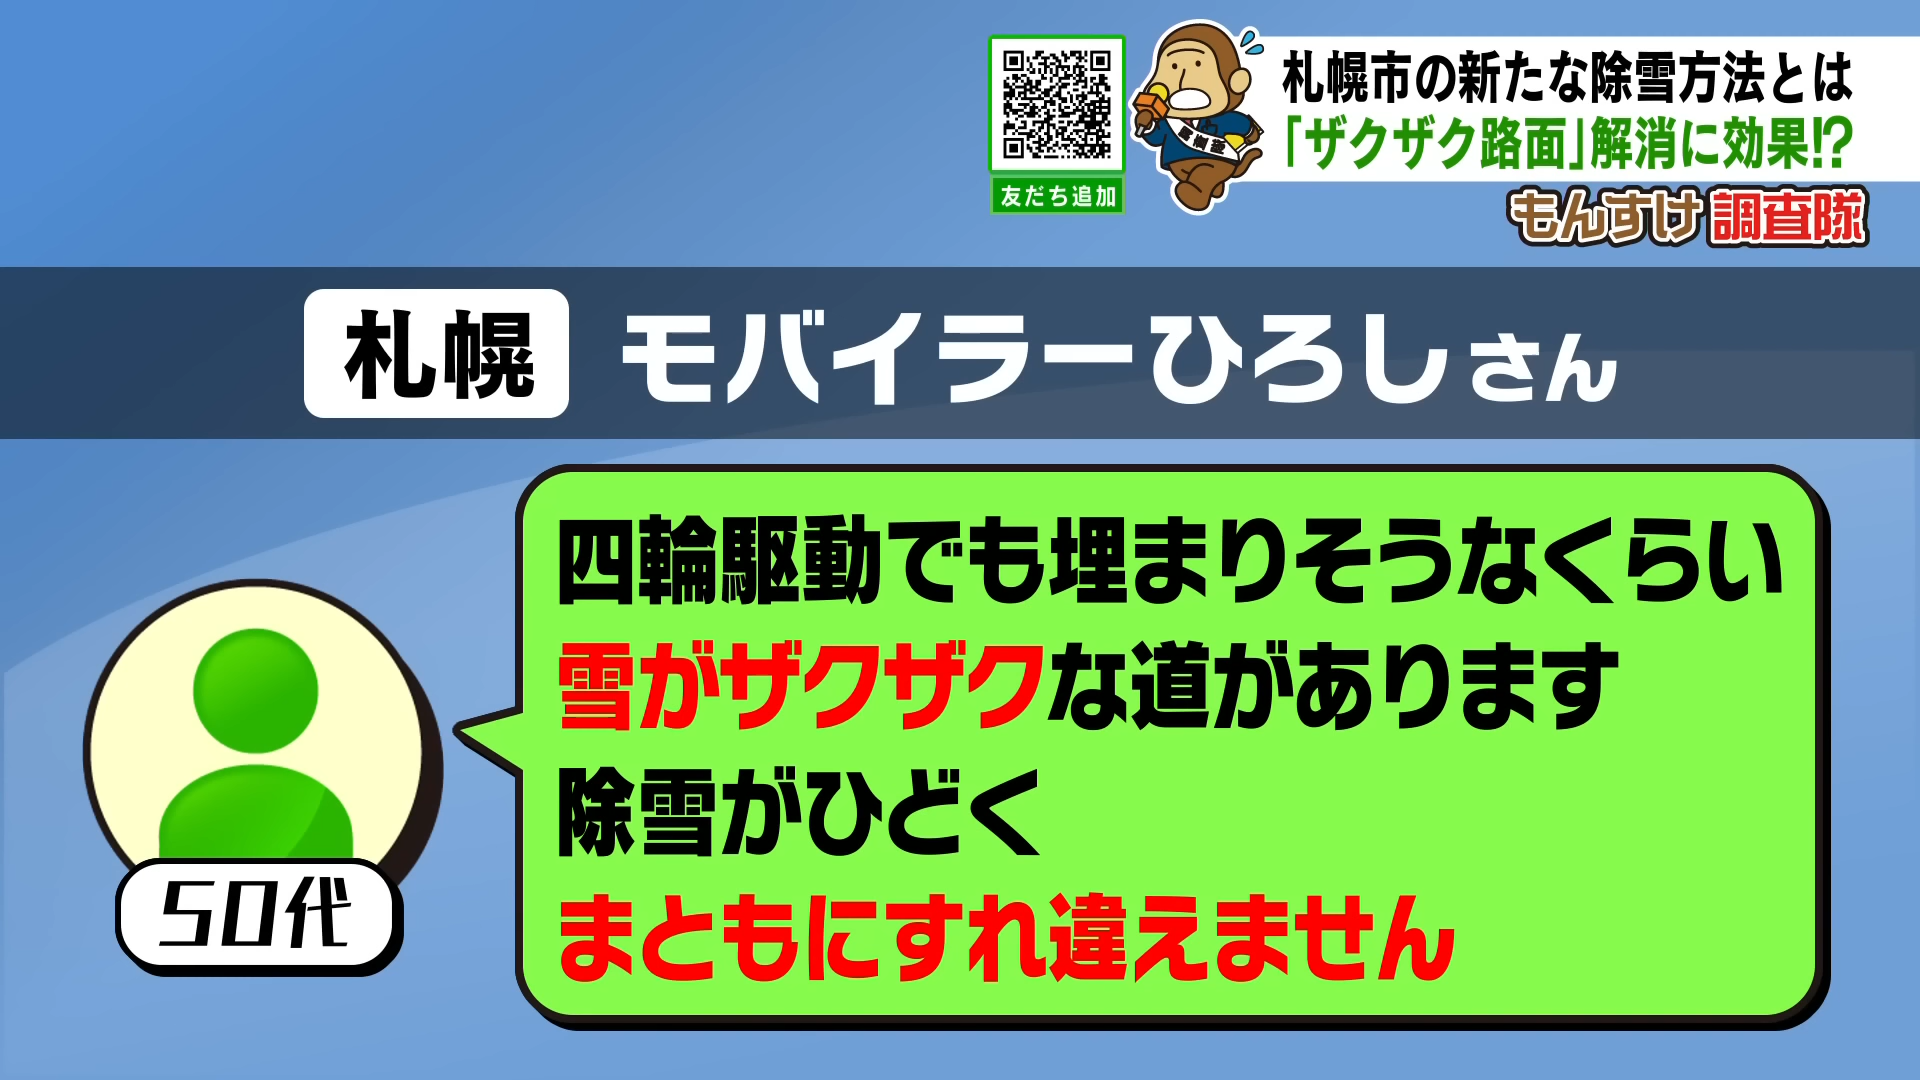 札幌市の新たな除雪方法とは
「ザクザク路面」解消に効果!?
友だち追加
調査隊
もんすけ調査隊
札幌 モバイラーひろしさん
四輪駆動でも埋まりそうなくらい
雪がザクザクな道があります
除雪がひどく
まともにすれ違えません
50代